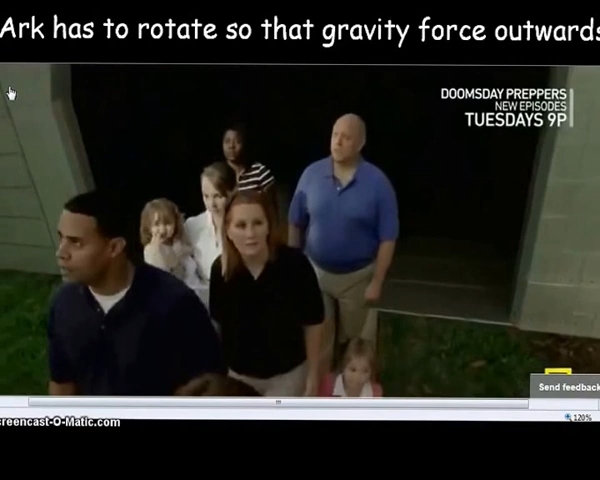 Ark has to rotate so that gravity force outwards
DOOMSDAY PREPPERS
NEW EPISODES
TUESDAYS 9P
Send feedback
creencast-O-Matic.com
120%